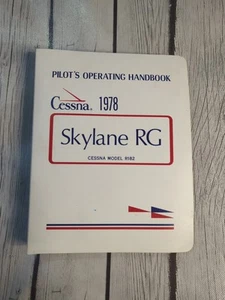 PILOT'S OPERATING HANDBOOK
Cessna. 1978
Skylane RG
CESSNA MODEL R182